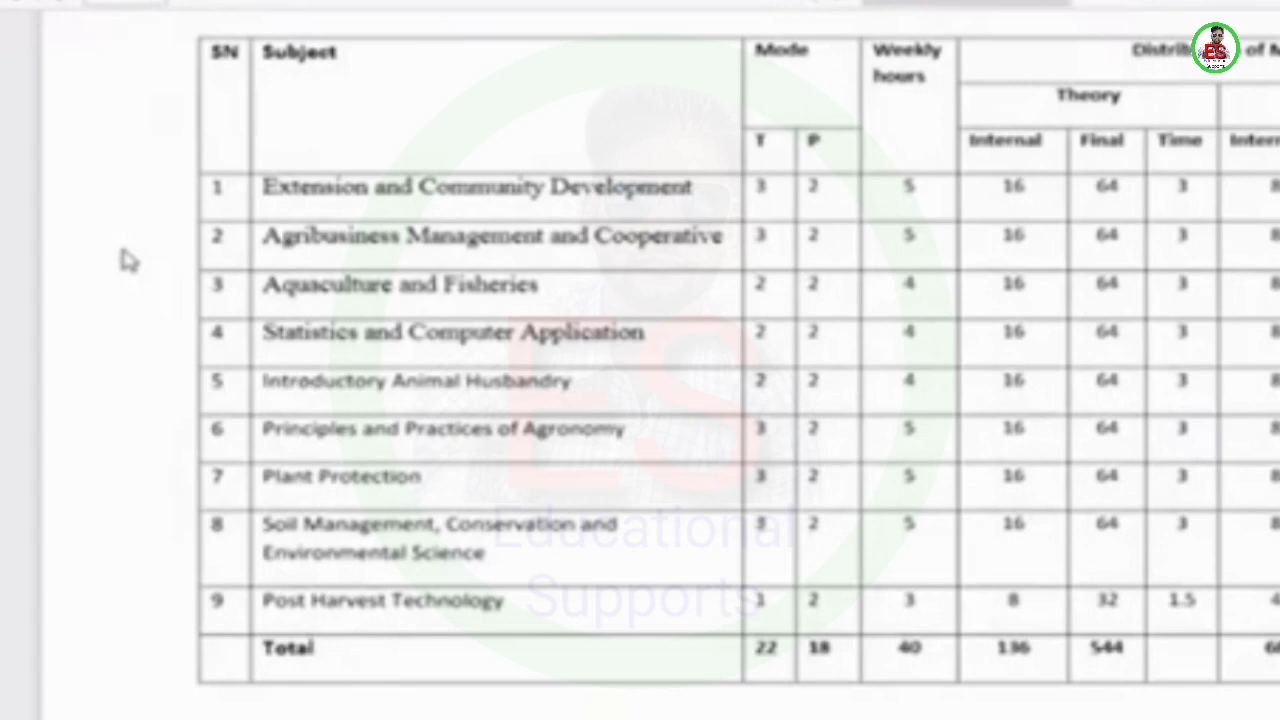 SN Subject Mode Weekly hours Distrib of M
Theory
T P Internal Final Time Intern
1 Extension and Community Development 3 2 5 16 64 3 8
2 Agribusiness Management and Cooperative 3 2 5 16 64 3 8
3 Aquaculture and Fisheries 2 2 4 16 64 3 8
4 Statistics and Computer Application 2 2 4 16 64 3 8
5 Introductory Animal Husbandry 2 2 4 16 64 3 8
6 Principles and Practices of Agronomy 3 2 5 16 64 3 8
7 Plant Protection 3 2 5 16 64 3 8
8 Soil Management, Conservation and 3 2 5 16 64 3 8
Environmental Science
9 Post Harvest Technology 1 2 3 8 32 1.5 4
Total 22 18 40 136 544 6
ES
Educational
Supports
ES